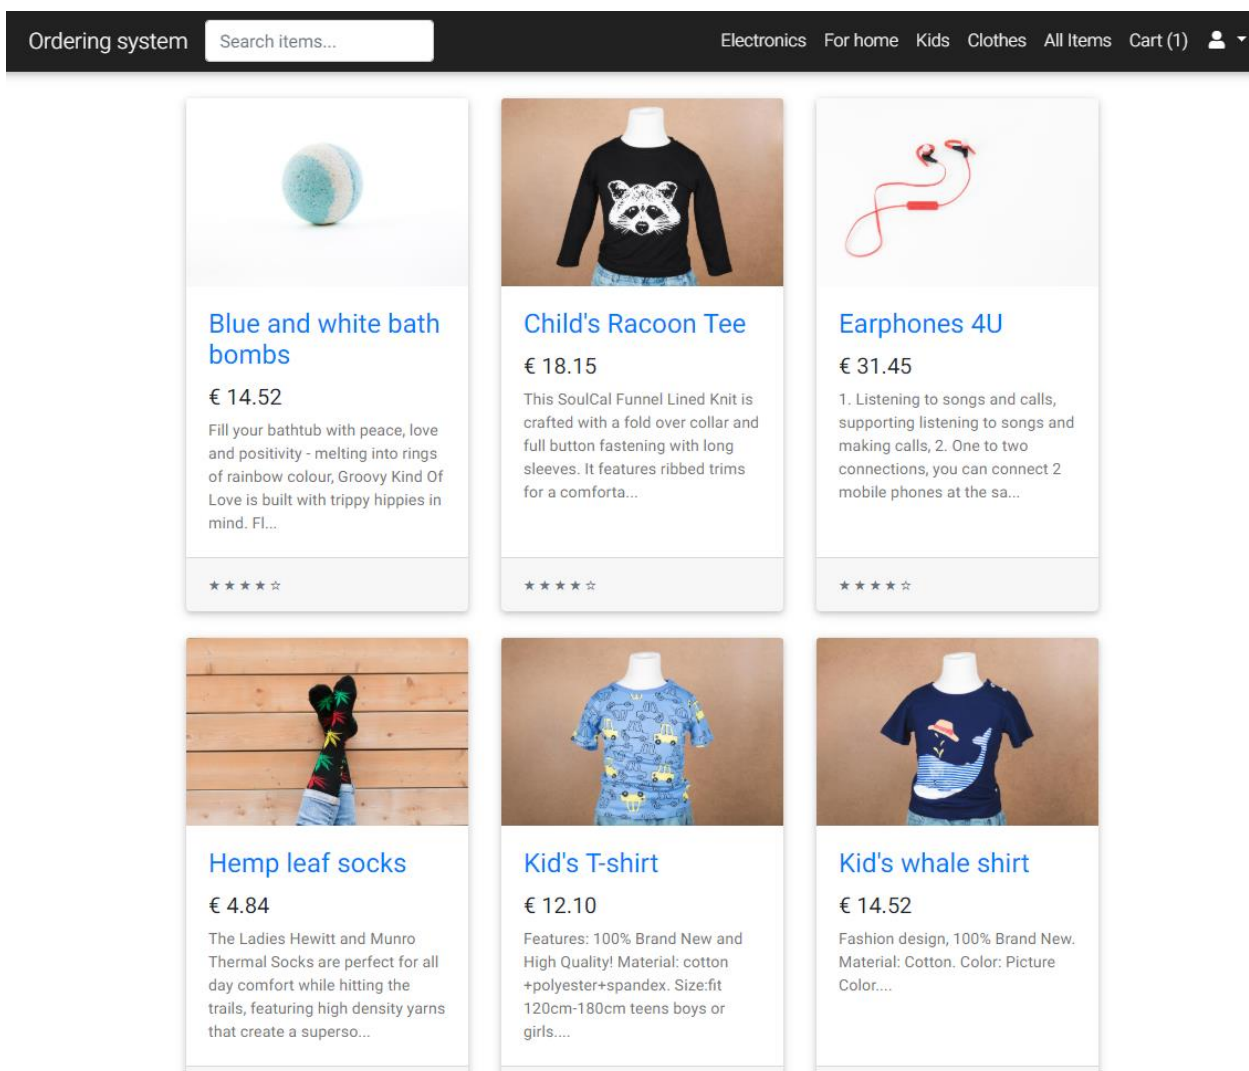 Ordering system
Search items...
Electronics
For home
Kids
Clothes
All Items
Cart (1)
Blue and white bath
bombs
€ 14.52
Fill your bathtub with peace, love
and positivity - melting into rings
of rainbow colour, Groovy Kind Of
Love is built with trippy hippies in
mind. Fl...
★ ★ ★ ★ ☆
Child's Racoon Tee
€ 18.15
This SoulCal Funnel Lined Knit is
crafted with a fold over collar and
full button fastening with long
sleeves. It features ribbed trims
for a comforta...
★ ★ ★ ★ ☆
Earphones 4U
€ 31.45
1. Listening to songs and calls,
supporting listening to songs and
making calls, 2. One to two
connections, you can connect 2
mobile phones at the sa...
★ ★ ★ ★ ☆
Hemp leaf socks
€ 4.84
The Ladies Hewitt and Munro
Thermal Socks are perfect for all
day comfort while hitting the
trails, featuring high density yarns
that create a superso...
Kid's T-shirt
€ 12.10
Features: 100% Brand New and
High Quality! Material: cotton
+polyester+spandex. Size:fit
120cm-180cm teens boys or
girls....
Kid's whale shirt
€ 14.52
Fashion design, 100% Brand New.
Material: Cotton. Color: Picture
Color....